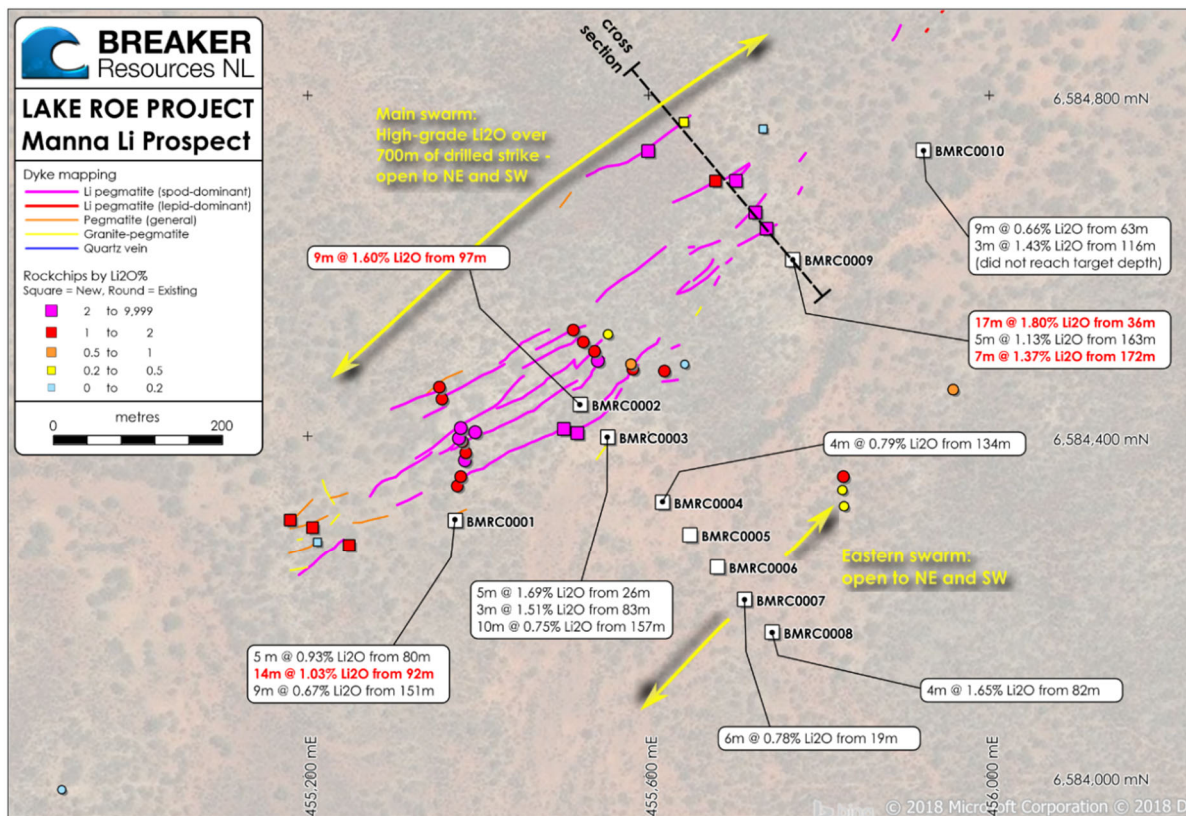 BREAKER
Resources NL
LAKE ROE PROJECT
Manna Li Prospect
Dyke mapping
Li pegmatite (spod-dominant)
Li pegmatite (lepid-dominant)
Pegmatite (general)
Granite-pegmatite
Quartz vein
Rockchips by Li2O%
Square = New, Round = Existing
2 to 9,999
1 to 2
0.5 to 1
0.2 to 0.5
0 to 0.2
metres
0 200
cross
section
Main swarm:
High-grade Li2O over
700m of drilled strike -
open to NE and SW
6,584,800 mN
BMRC0010
9m @ 0.66% Li2O from 63m
3m @ 1.43% Li2O from 116m
(did not reach target depth)
9m @ 1.60% Li2O from 97m
BMRC0009
17m @ 1.80% Li2O from 36m
5m @ 1.13% Li2O from 163m
7m @ 1.37% Li2O from 172m
BMRC0002
BMRC0003
6,584,400 mN
4m @ 0.79% Li2O from 134m
BMRC0004
BMRC0001
BMRC0005
BMRC0006
Eastern swarm:
open to NE and SW
5m @ 1.69% Li2O from 26m
3m @ 1.51% Li2O from 83m
10m @ 0.75% Li2O from 157m
BMRC0007
BMRC0008
5 m @ 0.93% Li2O from 80m
14m @ 1.03% Li2O from 92m
9m @ 0.67% Li2O from 151m
4m @ 1.65% Li2O from 82m
6m @ 0.78% Li2O from 19m
455,200 mE
455,600 mE
456,000 mE
6,584,000 mN
© 2018 Microsoft Corporation © 2018 D